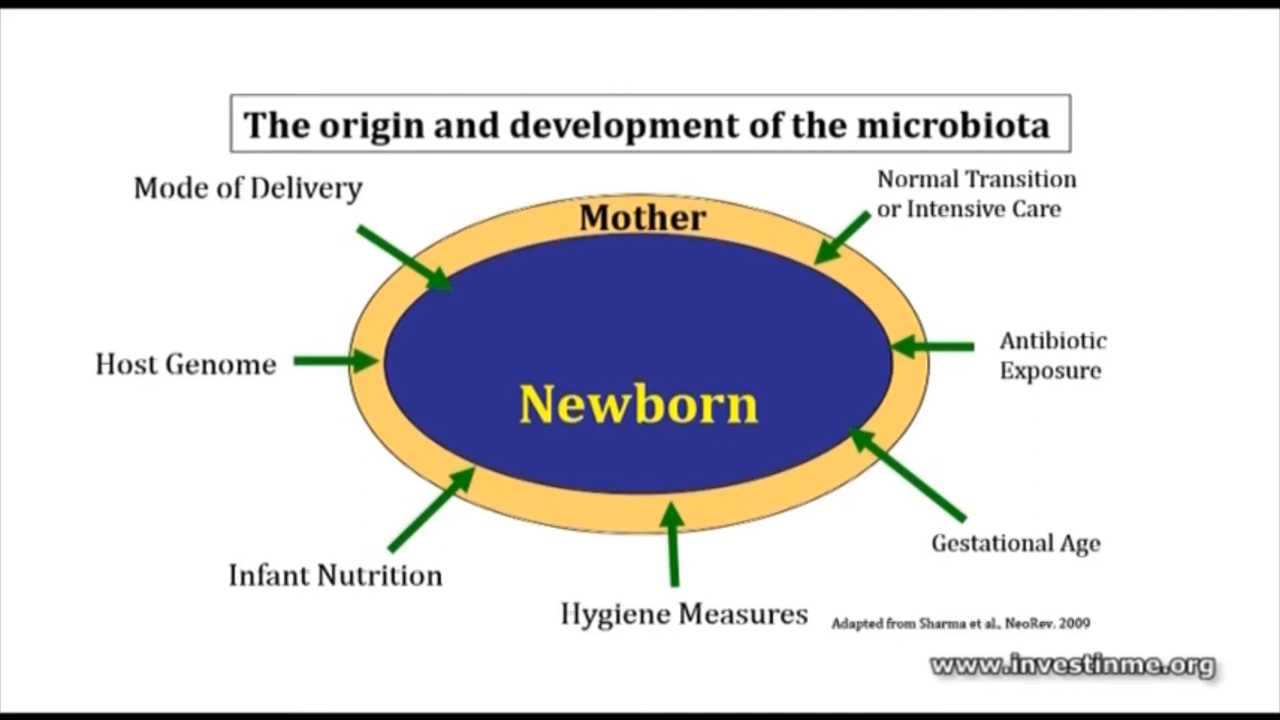 The origin and development of the microbiota
Mode of Delivery
Normal Transition
or Intensive Care
Mother
Host Genome
Antibiotic
Exposure
Newborn
Infant Nutrition
Gestational Age
Hygiene Measures
Adapted from Sharma et al., NeoRev. 2009
www.investinme.org